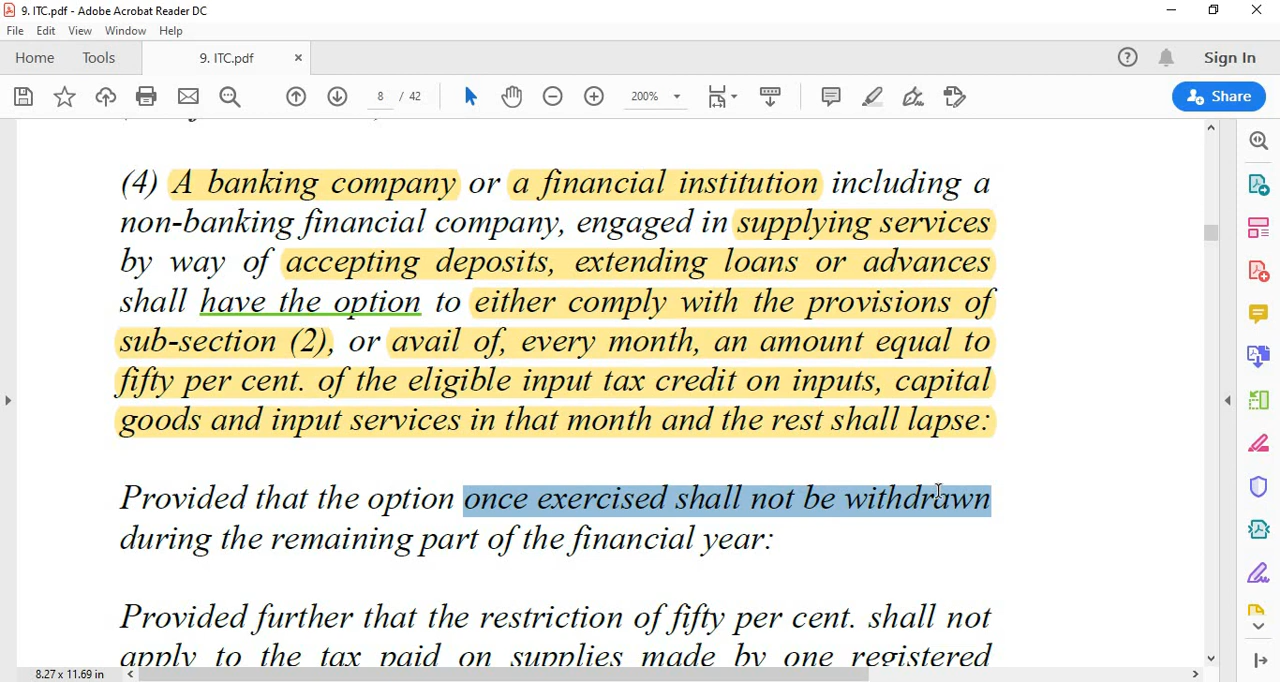 9. ITC.pdf - Adobe Acrobat Reader DC
File Edit View Window Help
Home Tools 9. ITC.pdf × Sign In
8 / 42 200% Share
(4) A banking company or a financial institution including a
non-banking financial company, engaged in supplying services
by way of accepting deposits, extending loans or advances
shall have the option to either comply with the provisions of
sub-section (2), or avail of, every month, an amount equal to
fifty per cent. of the eligible input tax credit on inputs, capital
goods and input services in that month and the rest shall lapse:
Provided that the option once exercised shall not be withdrawn
during the remaining part of the financial year:
Provided further that the restriction of fifty per cent. shall not
apply to the tax paid on supplies made by one registered
8.27 x 11.69 in